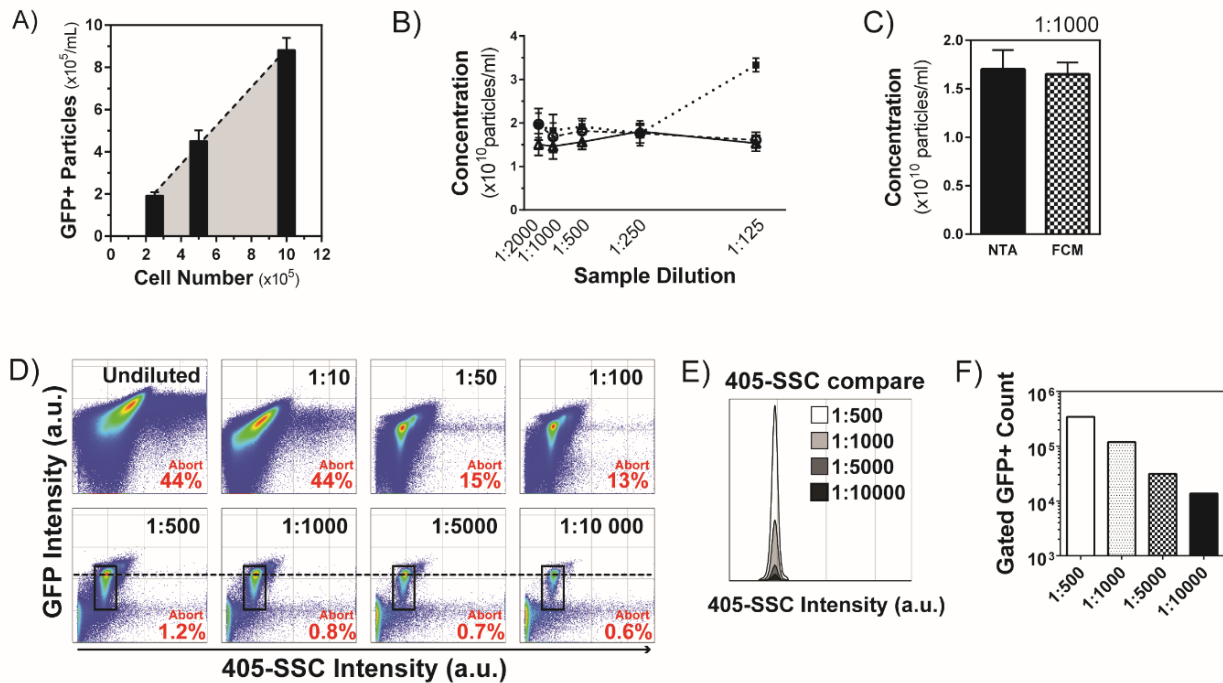 A)
GFP+ Particles (x10⁵/mL)
10
8
6
4
2
0
0 2 4 6 8 10 12
Cell Number (x10⁵)
B)
Concentration
(x10¹⁰ particles/ml)
4
3
2
1
0
1:2000
1:1000
1:500
1:250
1:125
Sample Dilution
C)
1:1000
Concentration
(x10¹⁰ particles/ml)
2.0
1.5
1.0
0.5
0.0
NTA FCM
D)
GFP Intensity (a.u.)
Undiluted
Abort
44%
1:10
Abort
44%
1:50
Abort
15%
1:100
Abort
13%
1:500
Abort
1.2%
1:1000
Abort
0.8%
1:5000
Abort
0.7%
1:10 000
Abort
0.6%
405-SSC Intensity (a.u.)
E)
405-SSC compare
1:500
1:1000
1:5000
1:10000
405-SSC Intensity (a.u.)
F)
Gated GFP+ Count
10⁶
10⁵
10⁴
10³
1:500
1:1000
1:5000
1:10000